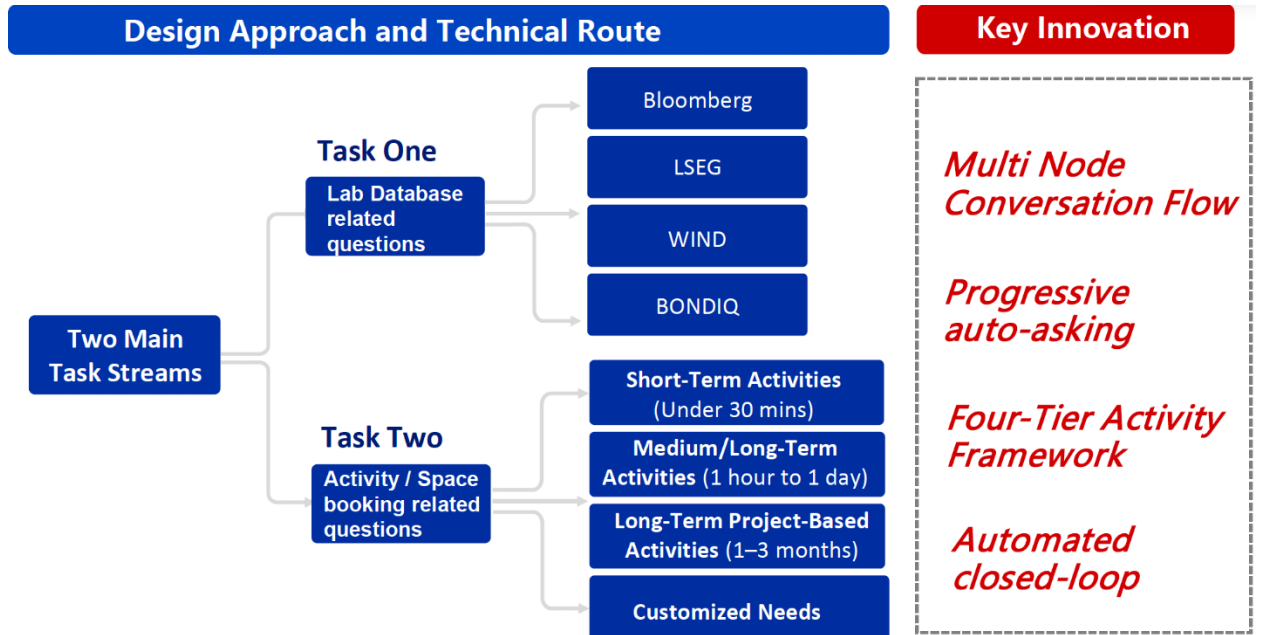 Design Approach and Technical Route
Key Innovation
Two Main
Task Streams
Task One
Lab Database
related
questions
Bloomberg
LSEG
WIND
BONDIQ
Task Two
Activity / Space
booking related
questions
Short-Term Activities
(Under 30 mins)
Medium/Long-Term
Activities (1 hour to 1 day)
Long-Term Project-Based
Activities (1–3 months)
Customized Needs
Multi Node
Conversation Flow
Progressive
auto-asking
Four-Tier Activity
Framework
Automated
closed-loop